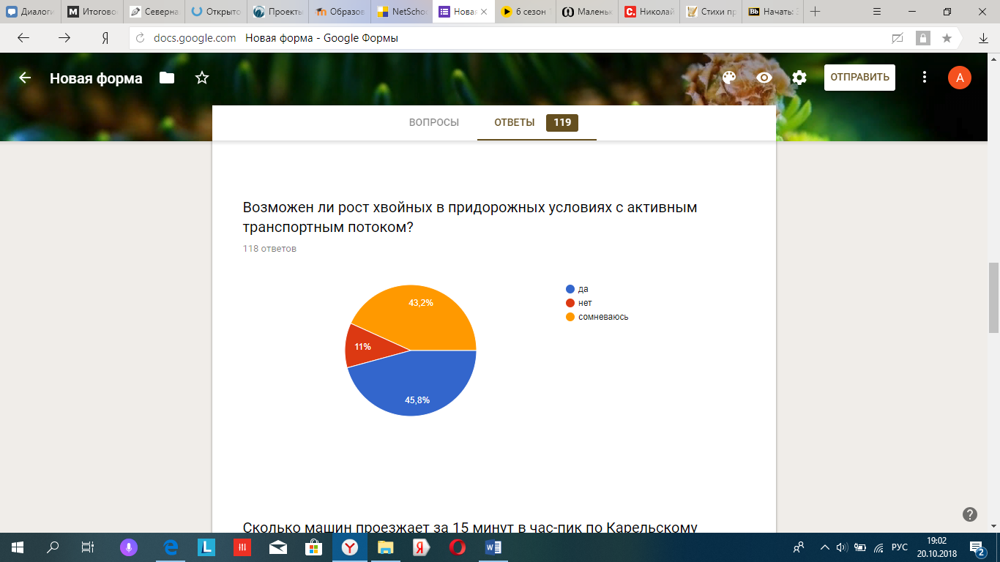 Диалоги
Итогово
Северна
Открыто
Проекты
Образов
NetSchoo
Новая
6 сезон
Маленьк
Николай
Стихи пр
Начать: З
docs.google.com Новая форма - Google Формы
Новая форма
ОТПРАВИТЬ
А
ВОПРОСЫ
ОТВЕТЫ 119
Возможен ли рост хвойных в придорожных условиях с активным
транспортным потоком?
118 ответов
43,2%
11%
45,8%
да
нет
сомневаюсь
Сколько машин проезжает за 15 минут в час-пик по Карельскому
РУС
19:02
20.10.2018
2